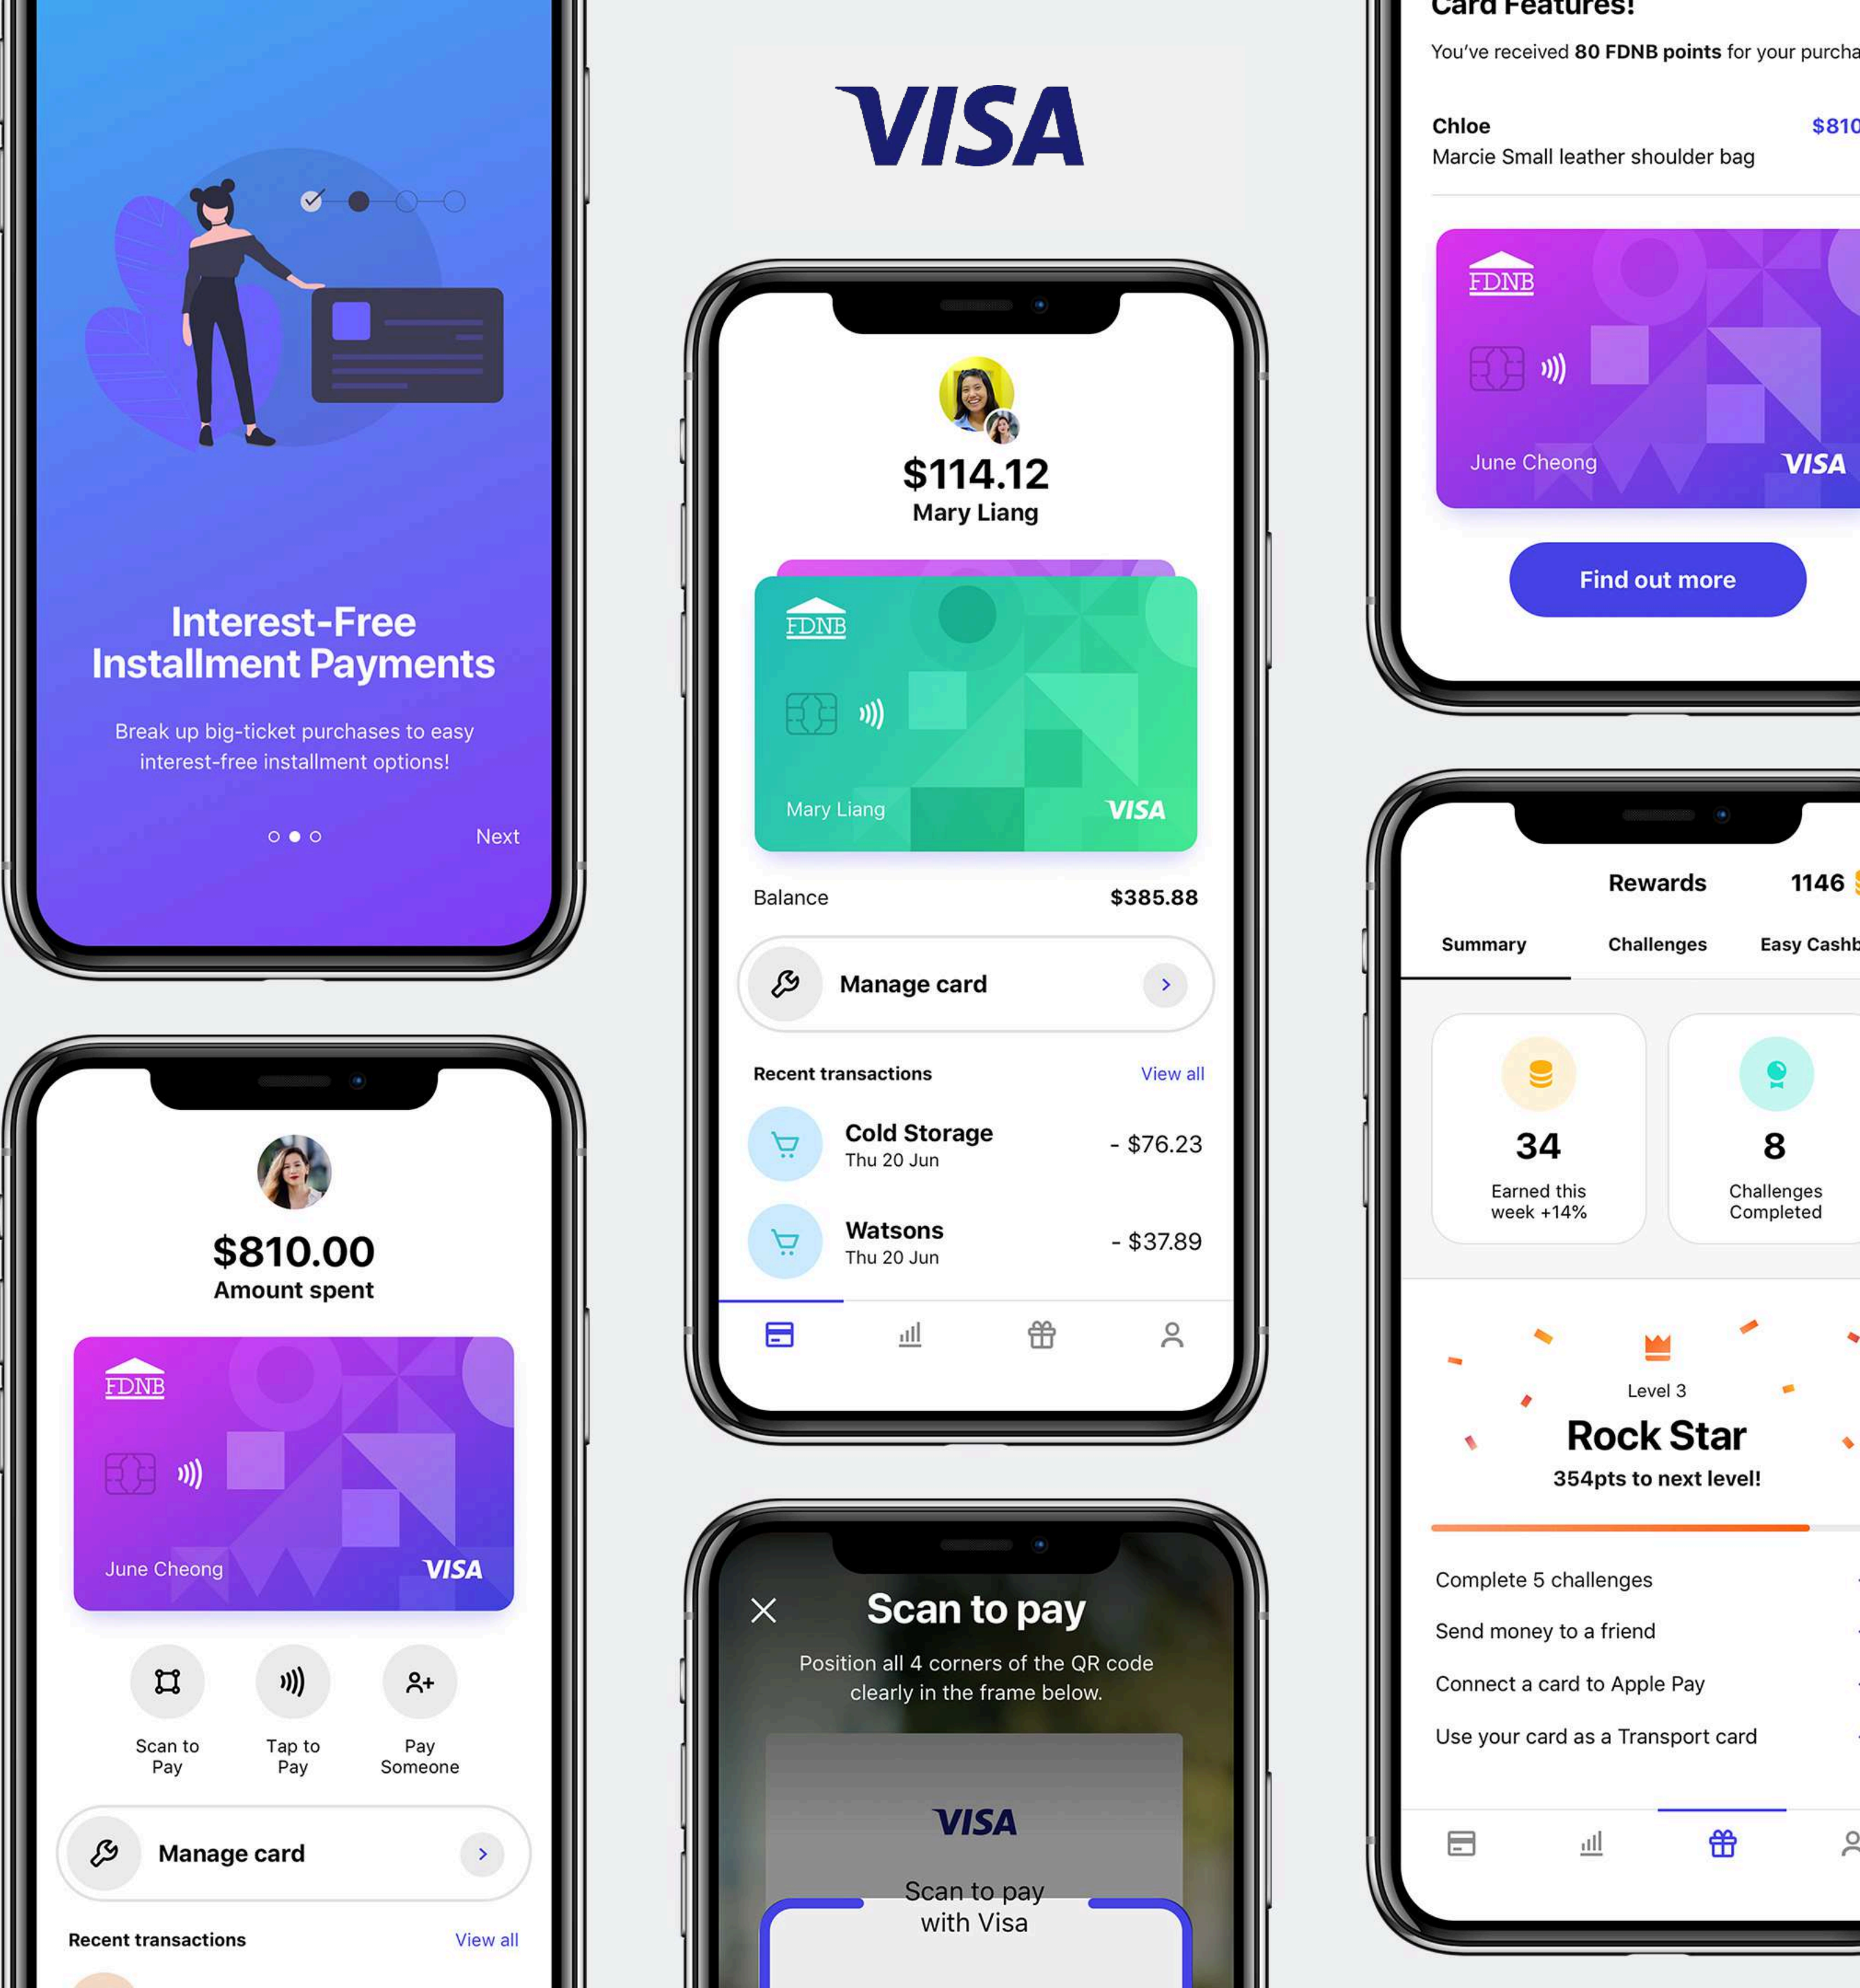 Interest-Free
Installment Payments
Break up big-ticket purchases to easy
interest-free installment options!
Next
$810.00
Amount spent
FDNB
June Cheong
VISA
Scan to
Pay
Tap to
Pay
Pay
Someone
Manage card
Recent transactions
View all
VISA
$114.12
Mary Liang
FDNB
Mary Liang
VISA
Balance
$385.88
Manage card
Recent transactions
View all
Cold Storage
Thu 20 Jun
- $76.23
Watsons
Thu 20 Jun
- $37.89
Scan to pay
Position all 4 corners of the QR code
clearly in the frame below.
VISA
Scan to pay
with Visa
Card Features!
You've received 80 FDNB points for your purcha
Chloe
$810
Marcie Small leather shoulder bag
FDNB
June Cheong
VISA
Find out more
Rewards
1146
Summary
Challenges
Easy Cashb
34
Earned this
week +14%
8
Challenges
Completed
Level 3
Rock Star
354pts to next level!
Complete 5 challenges
Send money to a friend
Connect a card to Apple Pay
Use your card as a Transport card